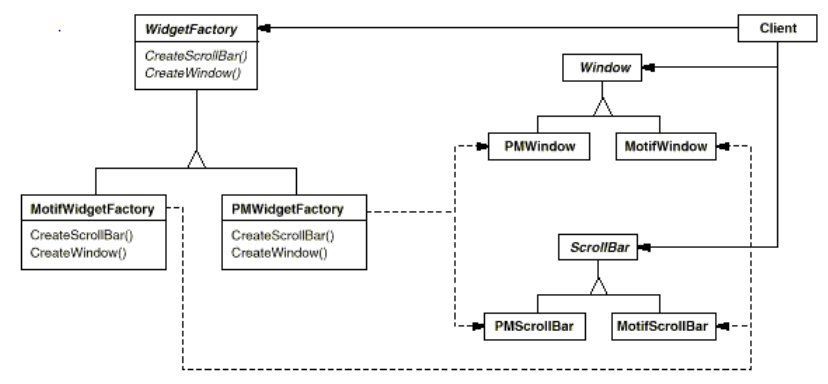 WidgetFactory
CreateScrollBar()
CreateWindow()
Client
Window
PMWindow
MotifWindow
MotifWidgetFactory
CreateScrollBar()
CreateWindow()
PMWidgetFactory
CreateScrollBar()
CreateWindow()
ScrollBar
PMScrollBar
MotifScrollBar